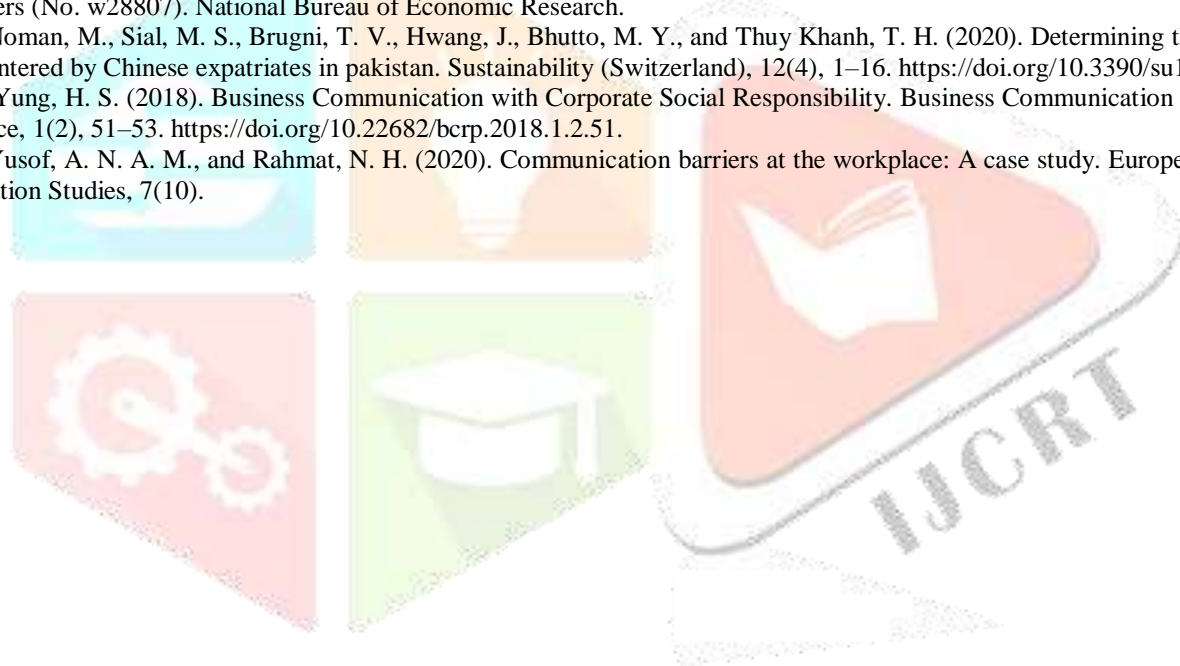 ers (No. w28807). National Bureau of Economic Research.
Noman, M., Sial, M. S., Brugni, T. V., Hwang, J., Bhutto, M. Y., and Thuy Khanh, T. H. (2020). Determining t
ntered by Chinese expatriates in pakistan. Sustainability (Switzerland), 12(4), 1–16. https://doi.org/10.3390/su1
Yung, H. S. (2018). Business Communication with Corporate Social Responsibility. Business Communication
ce, 1(2), 51–53. https://doi.org/10.22682/bcrp.2018.1.2.51.
Yusof, A. N. A. M., and Rahmat, N. H. (2020). Communication barriers at the workplace: A case study. Europe
tion Studies, 7(10).
IJCRT